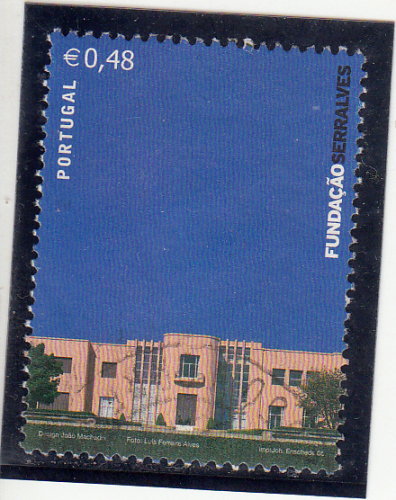 €0,48
PORTUGAL
FUNDAÇÃOSERRALVES
Design João Machado
Foto: Luís Ferreira Alves
Imp: Joh. Enschedé 05